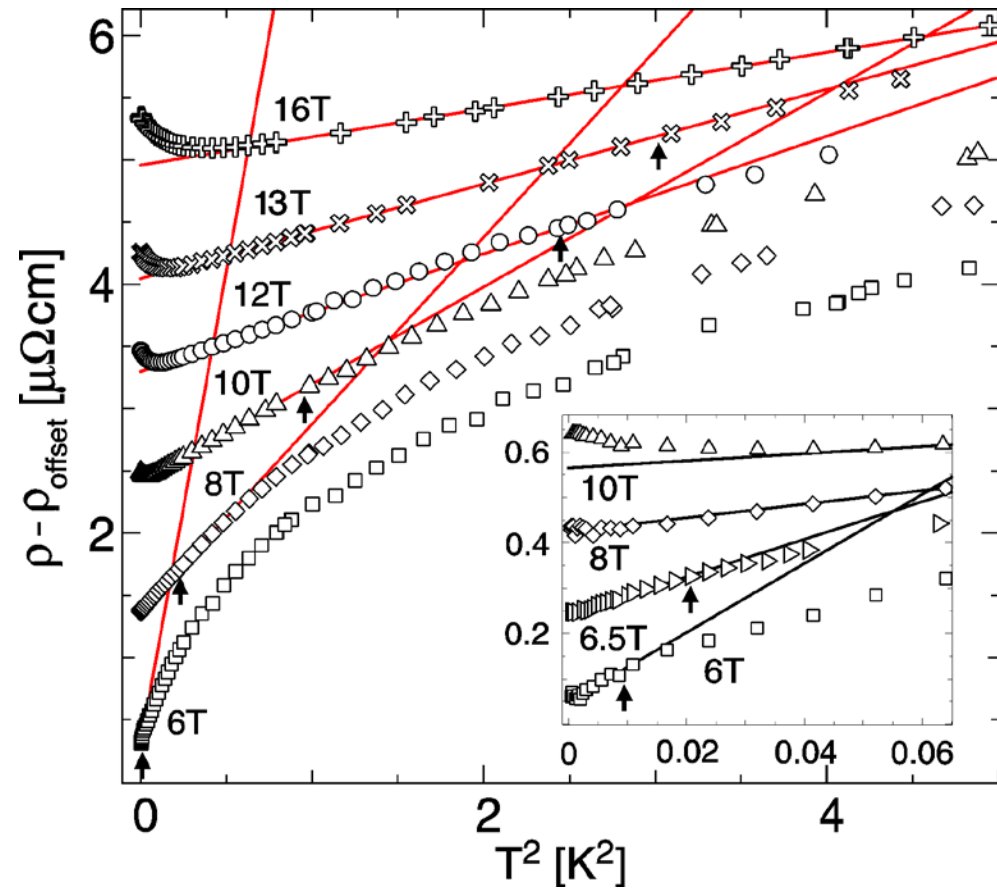 ρ - ρoffset [μΩcm]
6
4
2
16T
13T
12T
10T
8T
6T
0.6
0.4
0.2
10T
8T
6.5T
6T
0
0.02
0.04
0.06
0
2
4
T² [K²]